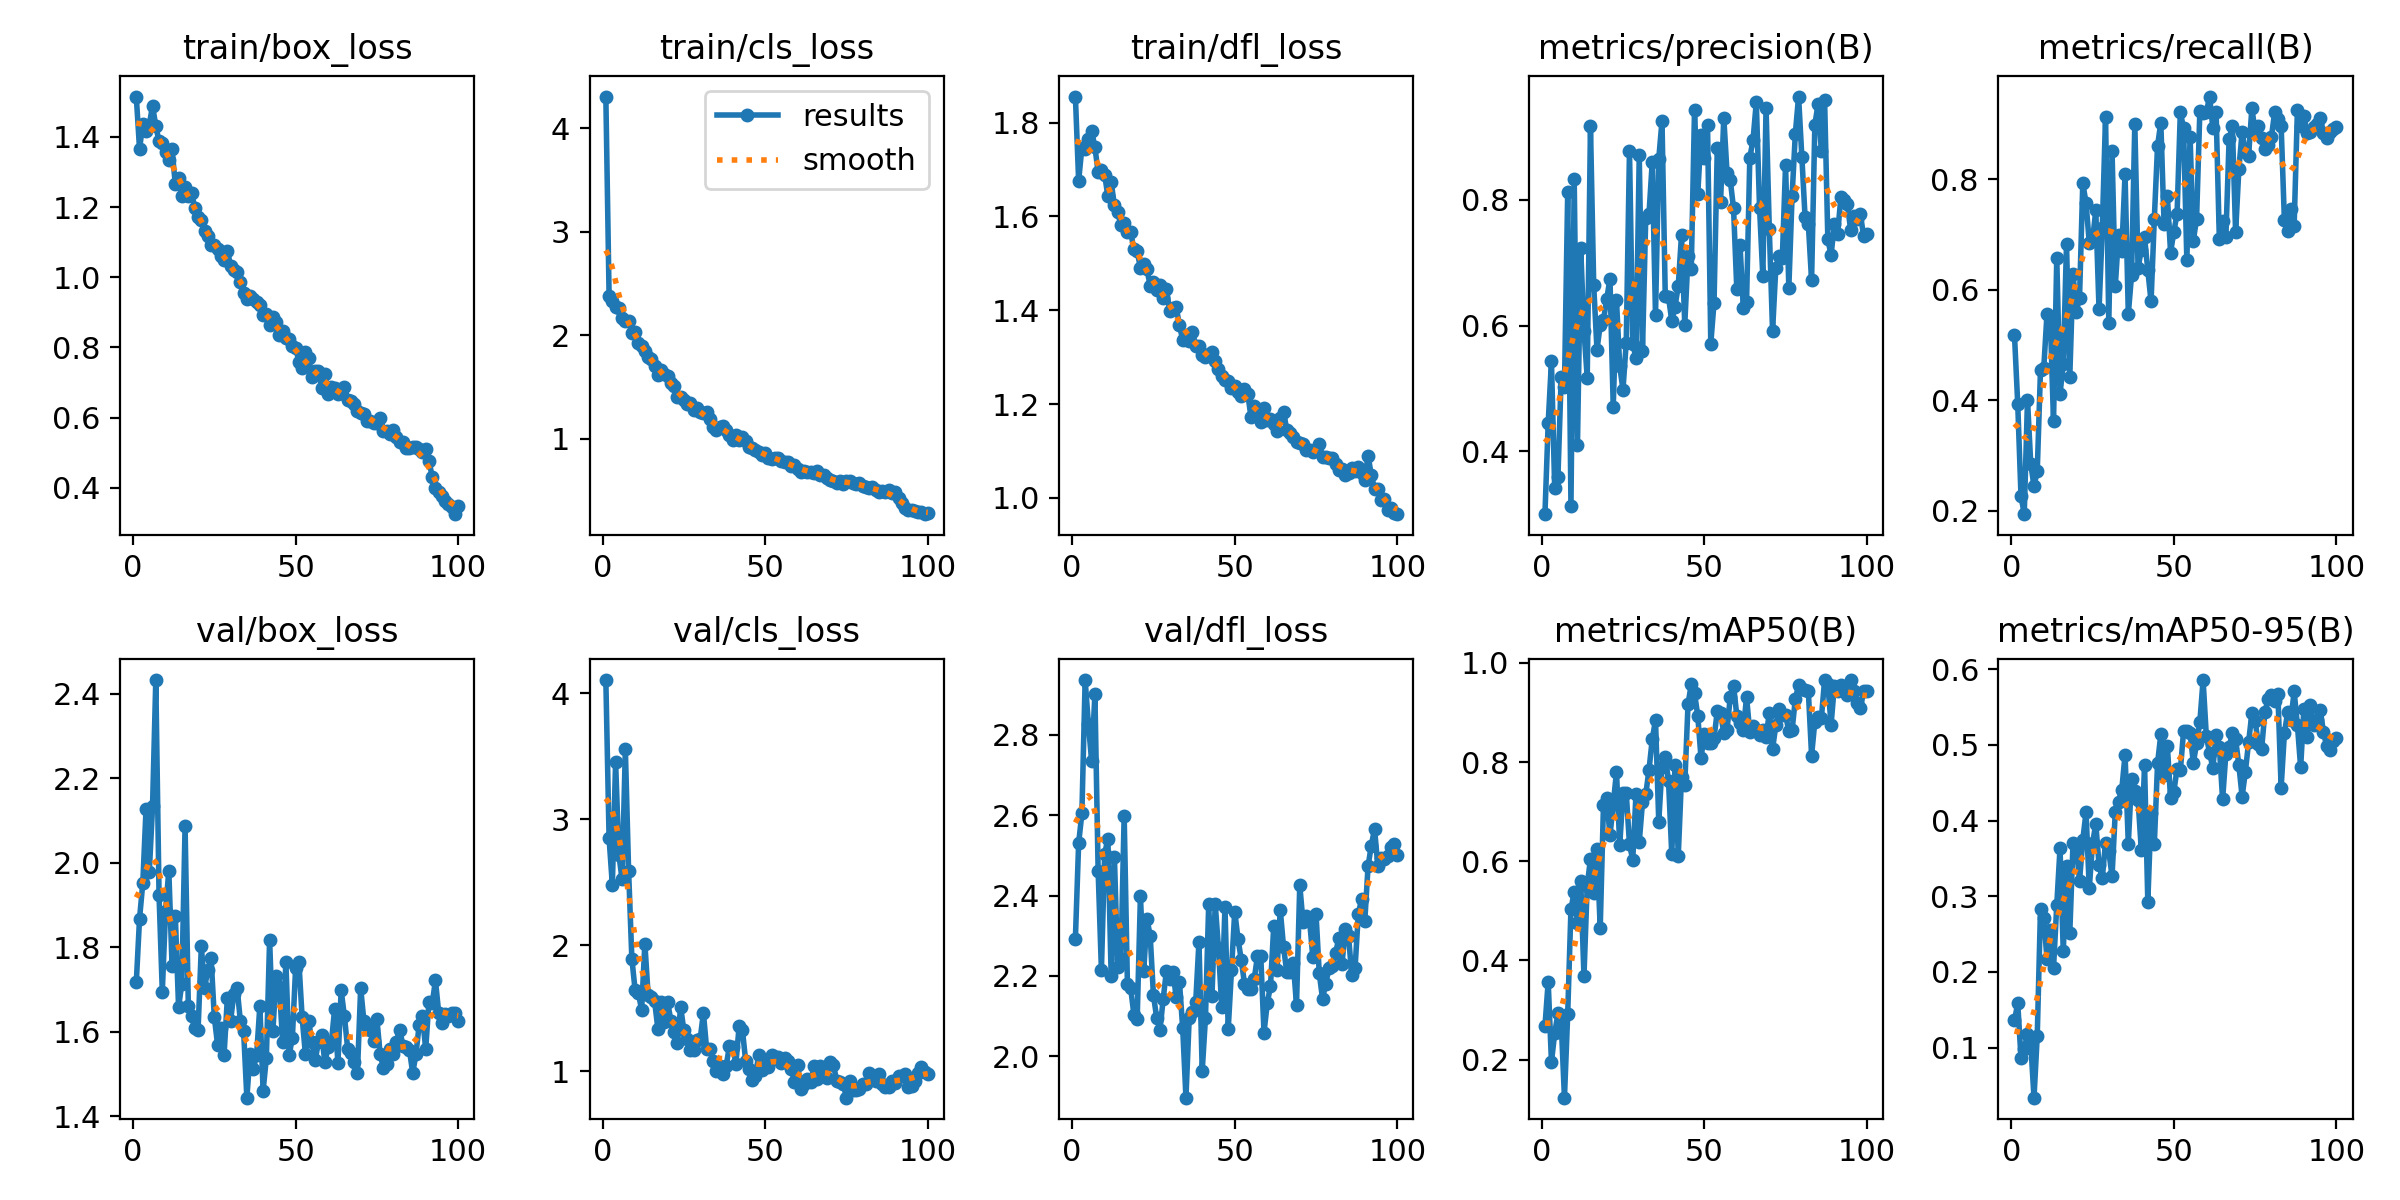 train/box_loss
1.4
1.2
1.0
0.8
0.6
0.4
0 50 100
train/cls_loss
results
smooth
4
3
2
1
0 50 100
train/dfl_loss
1.8
1.6
1.4
1.2
1.0
0 50 100
metrics/precision(B)
0.8
0.6
0.4
0 50 100
metrics/recall(B)
0.8
0.6
0.4
0.2
0 50 100
val/box_loss
2.4
2.2
2.0
1.8
1.6
1.4
0 50 100
val/cls_loss
4
3
2
1
0 50 100
val/dfl_loss
2.8
2.6
2.4
2.2
2.0
0 50 100
metrics/mAP50(B)
1.0
0.8
0.6
0.4
0.2
0 50 100
metrics/mAP50-95(B)
0.6
0.5
0.4
0.3
0.2
0.1
0 50 100